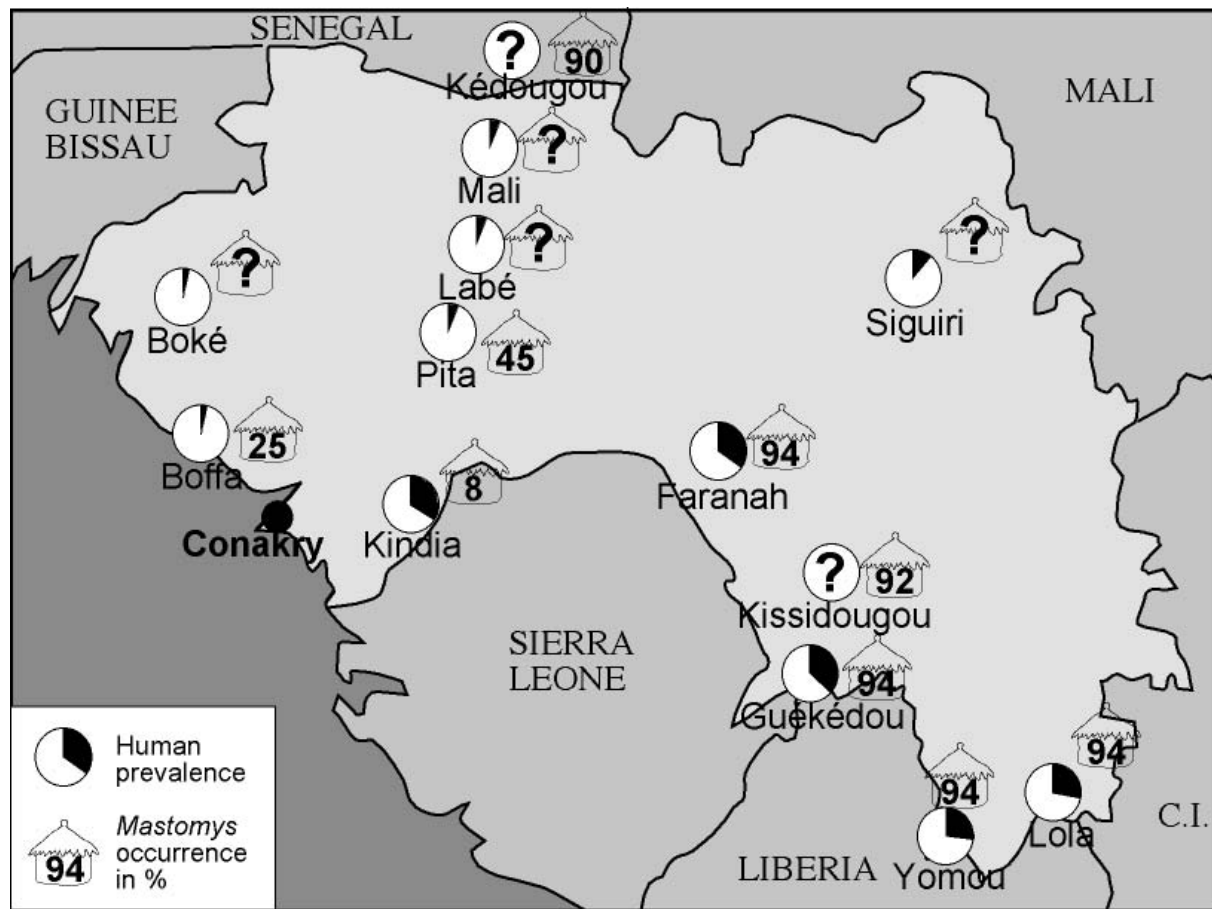 SENEGAL
?
90
Kédougou
MALI
GUINEE
BISSAU
?
Mali
?
Labé
?
Boké
?
Siguiri
45
Pita
25
Boffa
94
Faranah
8
Kindia
Conakry
?
92
Kissidougou
SIERRA
LEONE
94
Guékédou
94
Lola
94
Yomou
C.I.
LIBERIA
Human
prevalence
94
Mastomys
occurrence
in %